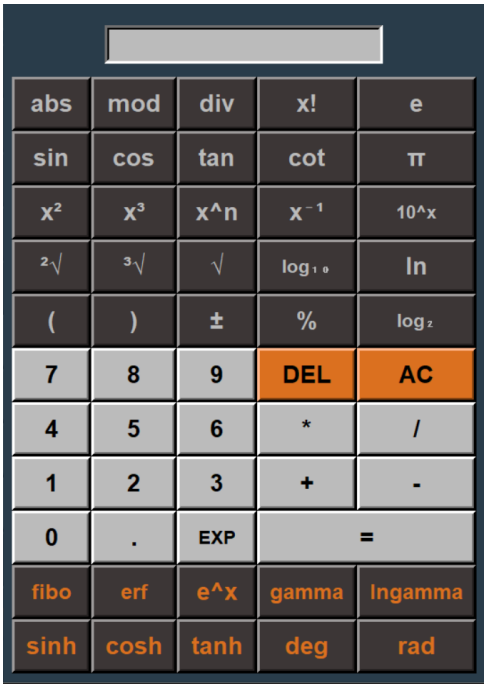 abs mod div x! e
sin cos tan cot π
x² x³ x^n x⁻¹ 10^x
²√ ³√ √ log₁₀ ln
( ) ± % log₂
7 8 9 DEL AC
4 5 6 * /
1 2 3 + -
0 . EXP =
fibo erf e^x gamma lngamma
sinh cosh tanh deg rad